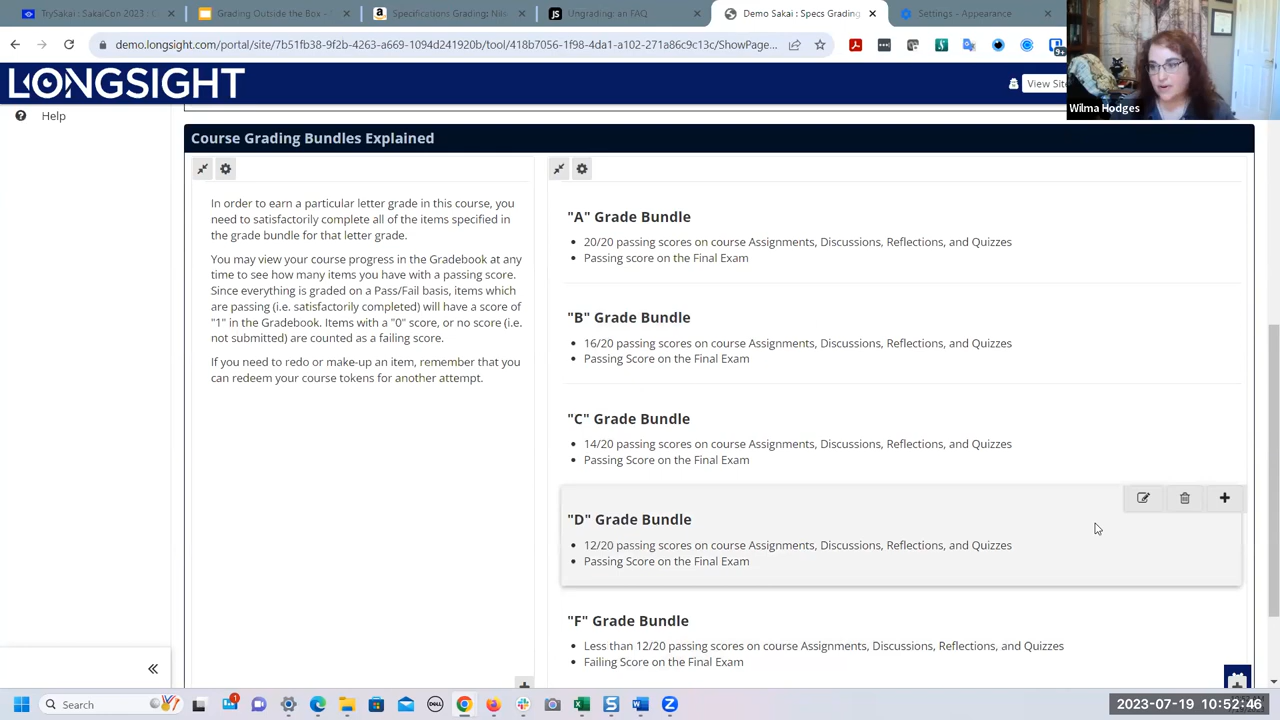 TrySakai: SakaiCon 2023 | D
Grading Outside the Box -
Specifications Grading: Nils
Ungrading: an FAQ
Demo Sakai : Specs Grading
Settings - Appearance
demo.longsight.com/portal/site/7b51fb38-9f2b-4263-a669-1094d241920b/tool/418b7056-1f98-4da1-a102-271a86c9c13c/ShowPage...
9+
LONGSIGHT
View Site
Wilma Hodges
Help
Course Grading Bundles Explained
In order to earn a particular letter grade in this course, you
need to satisfactorily complete all of the items specified in
the grade bundle for that letter grade.
You may view your course progress in the Gradebook at any
time to see how many items you have with a passing score.
Since everything is graded on a Pass/Fail basis, items which
are passing (i.e. satisfactorily completed) will have a score of
"1" in the Gradebook. Items with a "0" score, or no score (i.e.
not submitted) are counted as a failing score.
If you need to redo or make-up an item, remember that you
can redeem your course tokens for another attempt.
"A" Grade Bundle
• 20/20 passing scores on course Assignments, Discussions, Reflections, and Quizzes
• Passing score on the Final Exam
"B" Grade Bundle
• 16/20 passing scores on course Assignments, Discussions, Reflections, and Quizzes
• Passing Score on the Final Exam
"C" Grade Bundle
• 14/20 passing scores on course Assignments, Discussions, Reflections, and Quizzes
• Passing Score on the Final Exam
"D" Grade Bundle
• 12/20 passing scores on course Assignments, Discussions, Reflections, and Quizzes
• Passing Score on the Final Exam
"F" Grade Bundle
• Less than 12/20 passing scores on course Assignments, Discussions, Reflections, and Quizzes
• Failing Score on the Final Exam
Search
2023-07-19 10:52:46